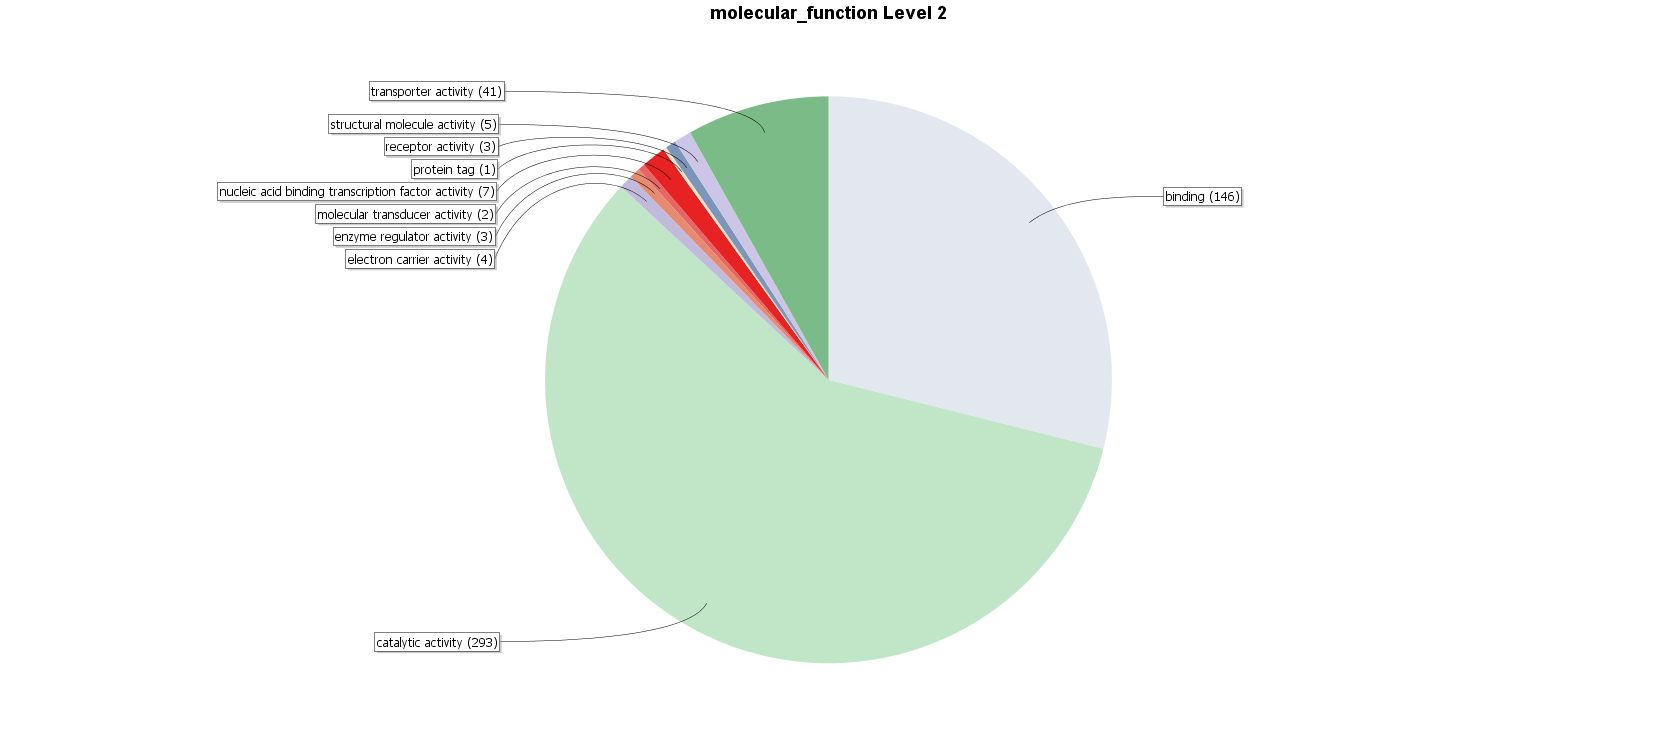 molecular_function Level 2
transporter activity (41)
structural molecule activity (5)
receptor activity (3)
protein tag (1)
nucleic acid binding transcription factor activity (7)
molecular transducer activity (2)
enzyme regulator activity (3)
electron carrier activity (4)
binding (146)
catalytic activity (293)